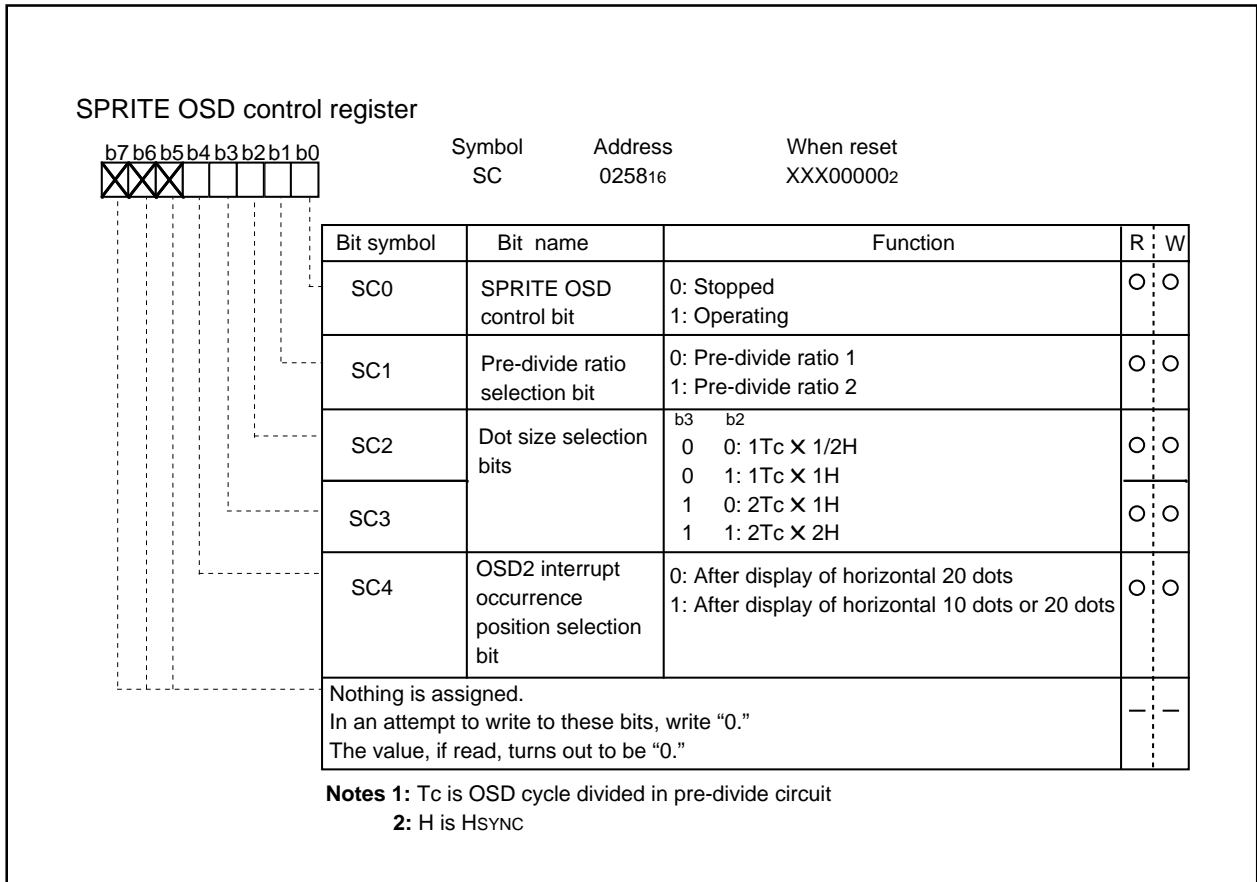 SPRITE OSD control register
b7 b6 b5 b4 b3 b2 b1 b0
Symbol Address When reset
SC 025816 XXX000002
Bit symbol Bit name Function R W
SC0 SPRITE OSD control bit 0: Stopped 1: Operating O O
SC1 Pre-divide ratio selection bit 0: Pre-divide ratio 1 1: Pre-divide ratio 2 O O
SC2 Dot size selection bits b3 b2
0 0: 1Tc X 1/2H O O
0 1: 1Tc X 1H
SC3 1 0: 2Tc X 1H O O
1 1: 2Tc X 2H
SC4 OSD2 interrupt occurrence position selection bit 0: After display of horizontal 20 dots 1: After display of horizontal 10 dots or 20 dots O O
Nothing is assigned.
In an attempt to write to these bits, write “0.” — —
The value, if read, turns out to be “0.”
Notes 1: Tc is OSD cycle divided in pre-divide circuit
2: H is HSYNC